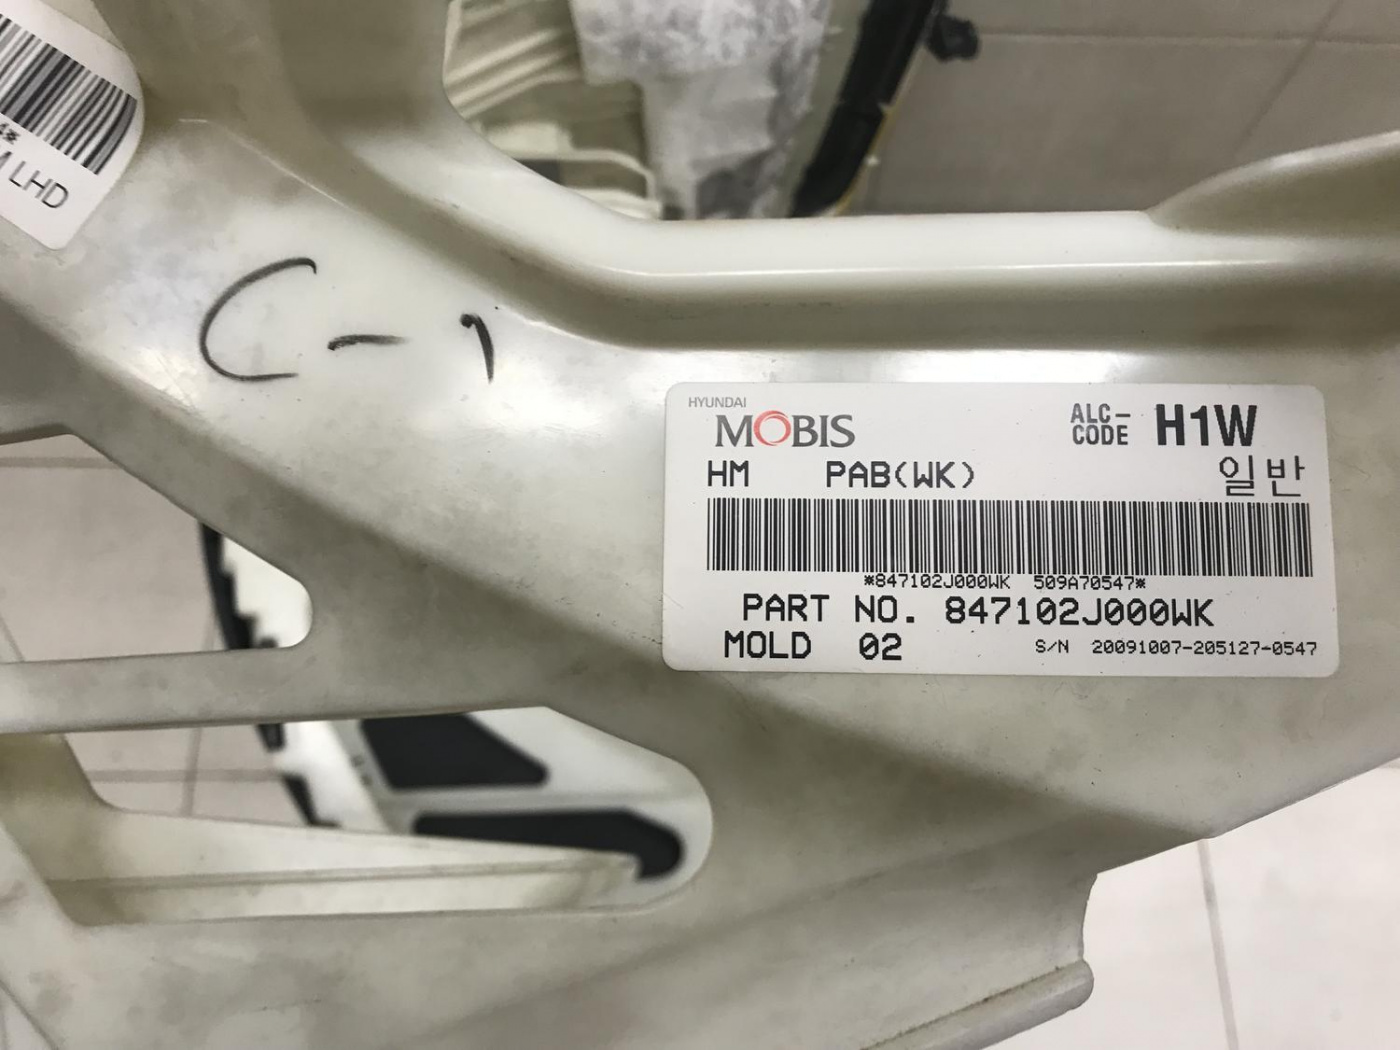 4*
M LHD
C-1
HYUNDAI
MOBIS
ALC-
CODE H1W
HM PAB(WK) 일반
*847102J000WK 509A70547*
PART NO. 847102J000WK
MOLD 02 S/N 20091007-205127-0547